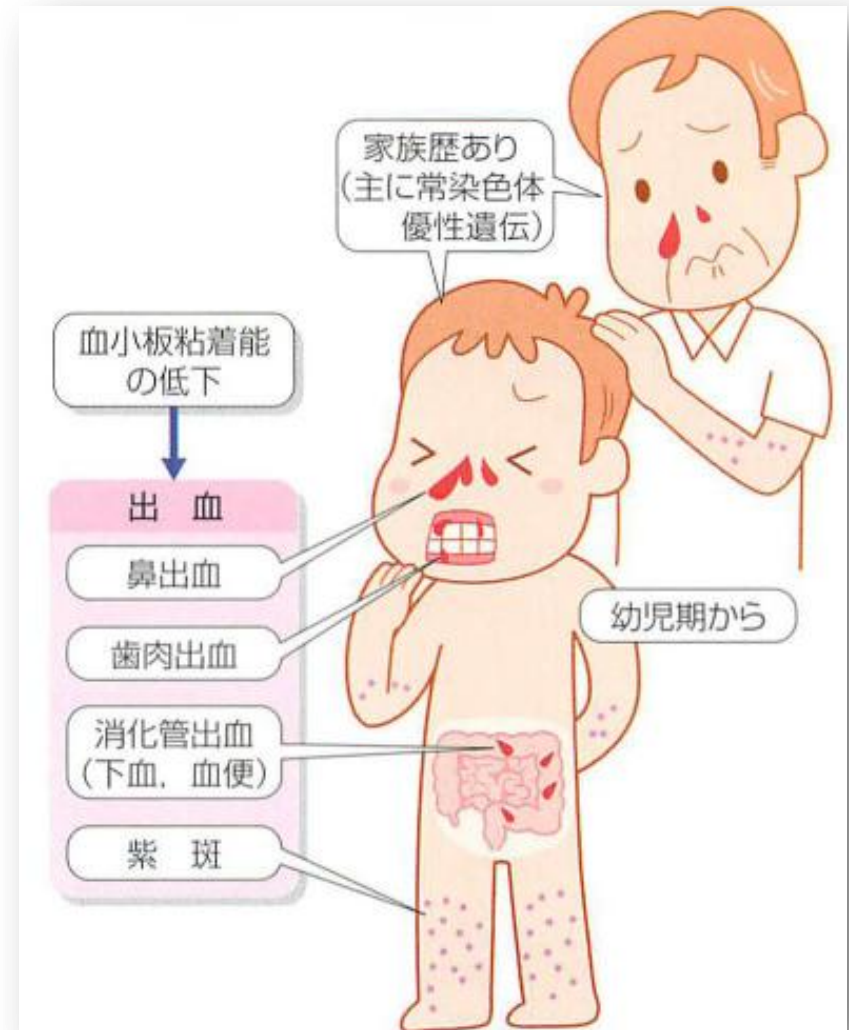 家族歴あり
(主に常染色体
優性遺伝)
血小板粘着能
の低下
出 血
鼻出血
歯肉出血
消化管出血
(下血,血便)
紫 斑
幼児期から